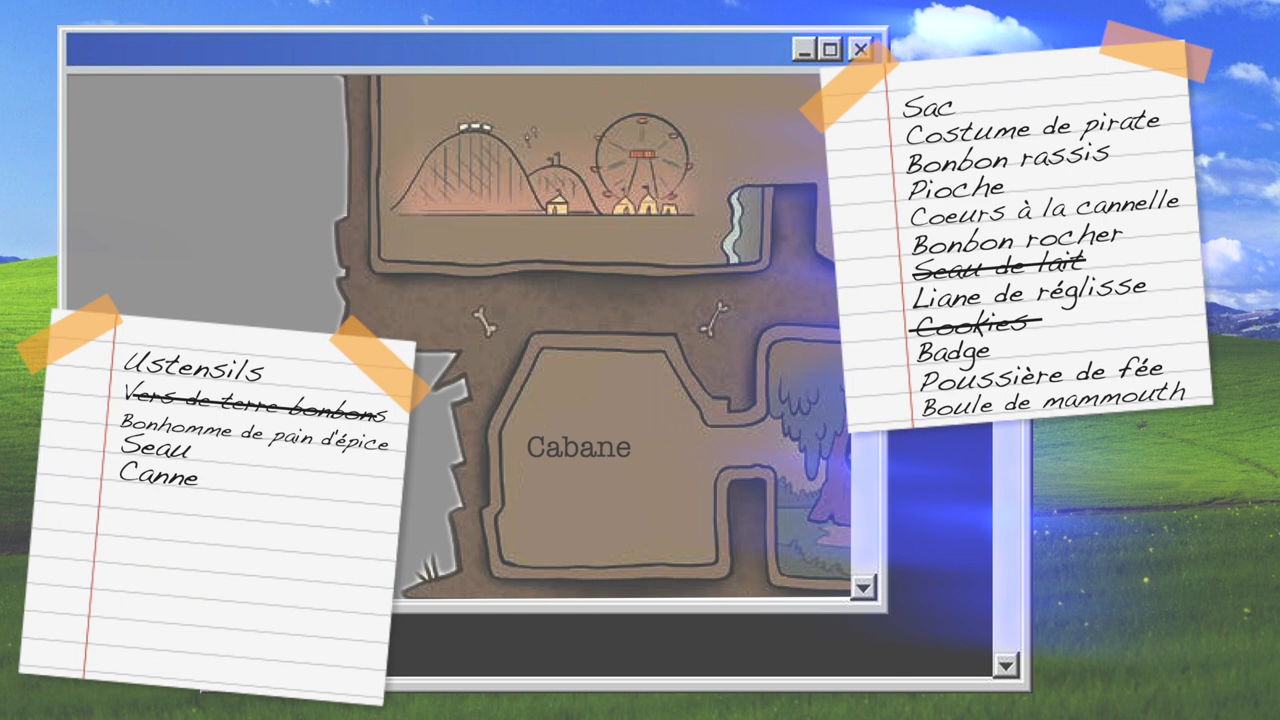 Sac
Costume de pirate
Bonbon rassis
Pioche
Coeurs à la cannelle
Bonbon rocher
Seau de lait
Liane de réglisse
Cookies
Badge
Poussière de fée
Boule de mammouth
Ustensils
Vers de terre bonbons
Bonhomme de pain d'épice
Seau
Canne
Cabane